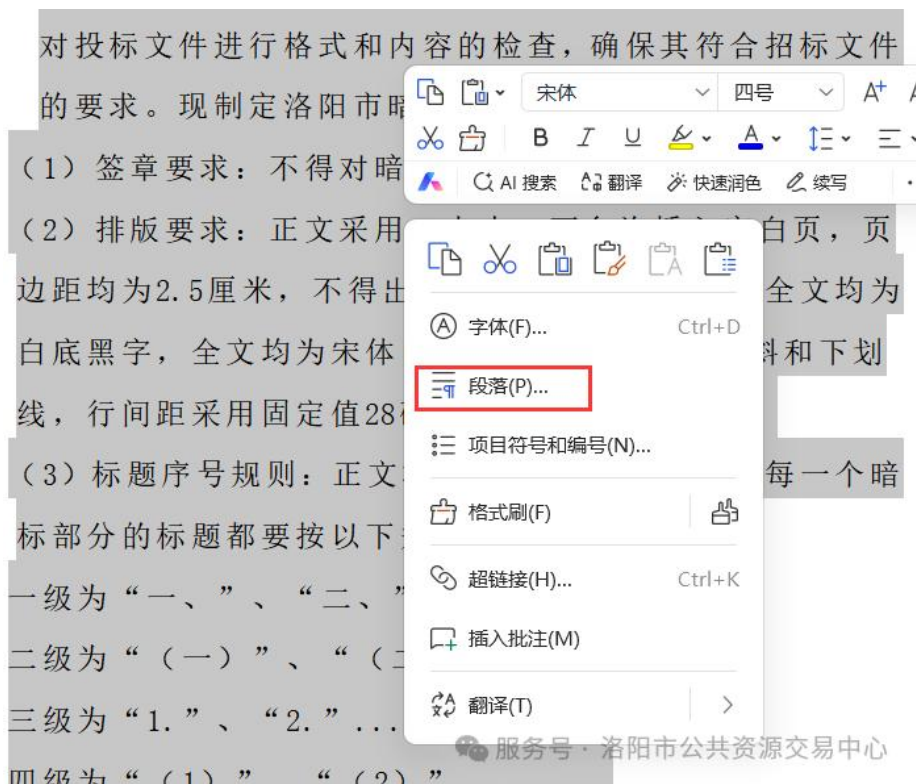 对投标文件进行格式和内容的检查，确保其符合招标文件
的要求。现制定洛阳市暗
宋体
四号
A+
B I U A
（1）签章要求：不得对暗
AI 搜索 翻译 快速润色 续写
（2）排版要求：正文采用
白页，页
边距均为2.5厘米，不得出
全文均为
字体(F)... Ctrl+D
白底黑字，全文均为宋体
和下划
段落(P)...
线，行间距采用固定值28
项目符号和编号(N)...
（3）标题序号规则：正文
每一个暗
格式刷(F)
标部分的标题都要按以下
超链接(H)... Ctrl+K
一级为“一、”、“二、”
插入批注(M)
二级为“（一）”、“（
翻译(T)
三级为“1.”、“2.”...
服务号 · 洛阳市公共资源交易中心
四级为“（1）”、“（2）”